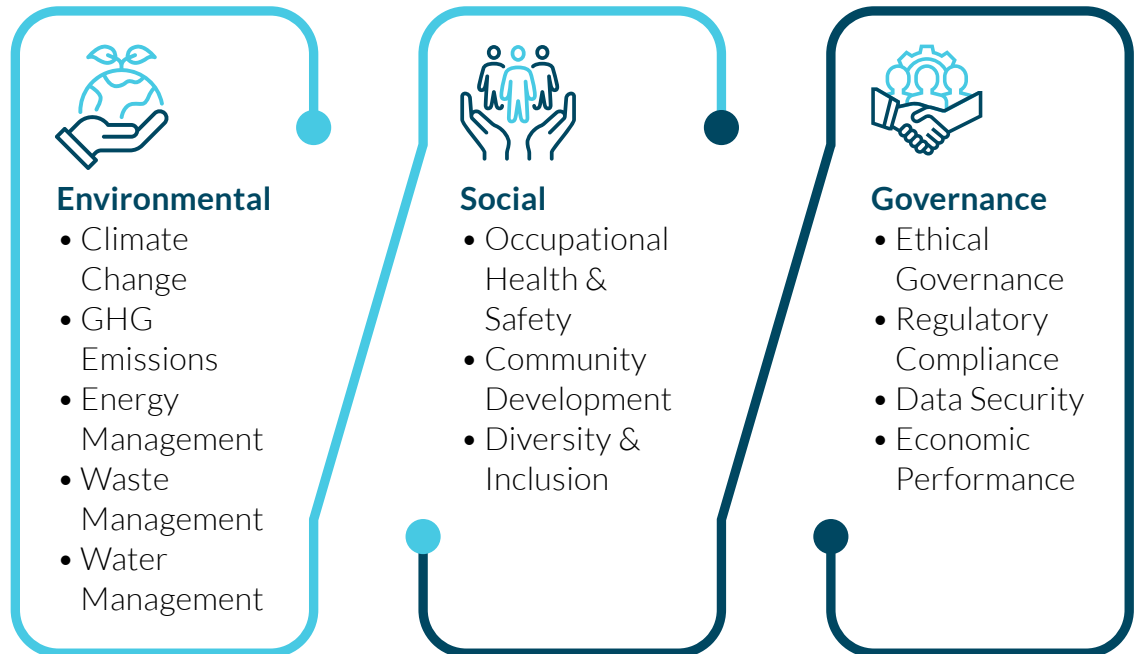 Environmental
• Climate
Change
• GHG
Emissions
• Energy
Management
• Waste
Management
• Water
Management
Social
• Occupational
Health &
Safety
• Community
Development
• Diversity &
Inclusion
Governance
• Ethical
Governance
• Regulatory
Compliance
• Data Security
• Economic
Performance